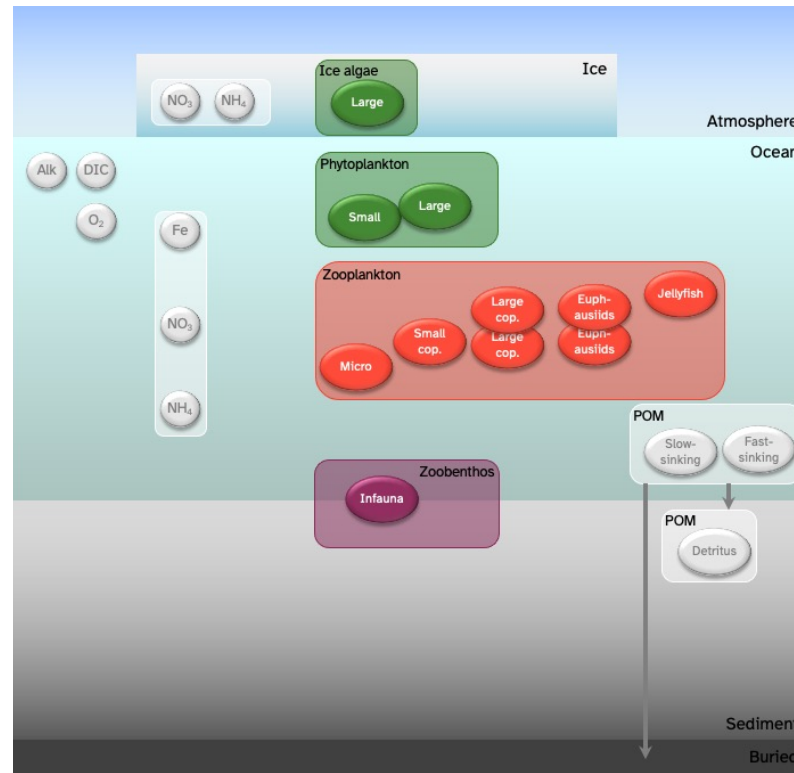 Ice algae
Ice
NO₃
NH₄
Large
Atmosphere
Ocean
Alk
DIC
O₂
Phytoplankton
Small
Large
Fe
NO₃
NH₄
Zooplankton
Micro
Small
cop.
Large
cop.
Large
cop.
Euph-
ausiids
Euph-
ausiids
Jellyfish
POM
Slow-
sinking
Fast-
sinking
Zoobenthos
Infauna
POM
Detritus
Sediment
Buried